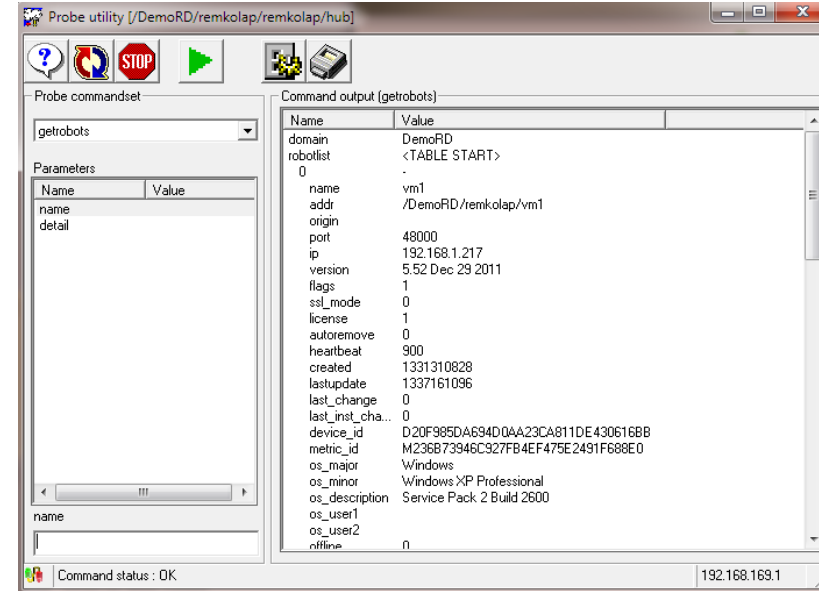 Probe utility [/DemoRD/remkolap/remkolap/hub]
STOP
Probe commandset
getrobots
Parameters
Name Value
name
detail
name
Command output (getrobots)
Name Value
domain DemoRD
robotlist <TABLE START>
0 -
name vm1
addr /DemoRD/remkolap/vm1
origin
port 48000
ip 192.168.1.217
version 5.52 Dec 29 2011
flags 1
ssl_mode 0
license 1
autoremove 0
heartbeat 900
created 1331310828
lastupdate 1337161096
last_change 0
last_inst_cha... 0
device_id D20F985DA694D0AA23CA811DE430616BB
metric_id M236B73946C927FB4EF475E2491F688E0
os_major Windows
os_minor Windows XP Professional
os_description Service Pack 2 Build 2600
os_user1
os_user2
offline 0
Command status : OK
192.168.169.1